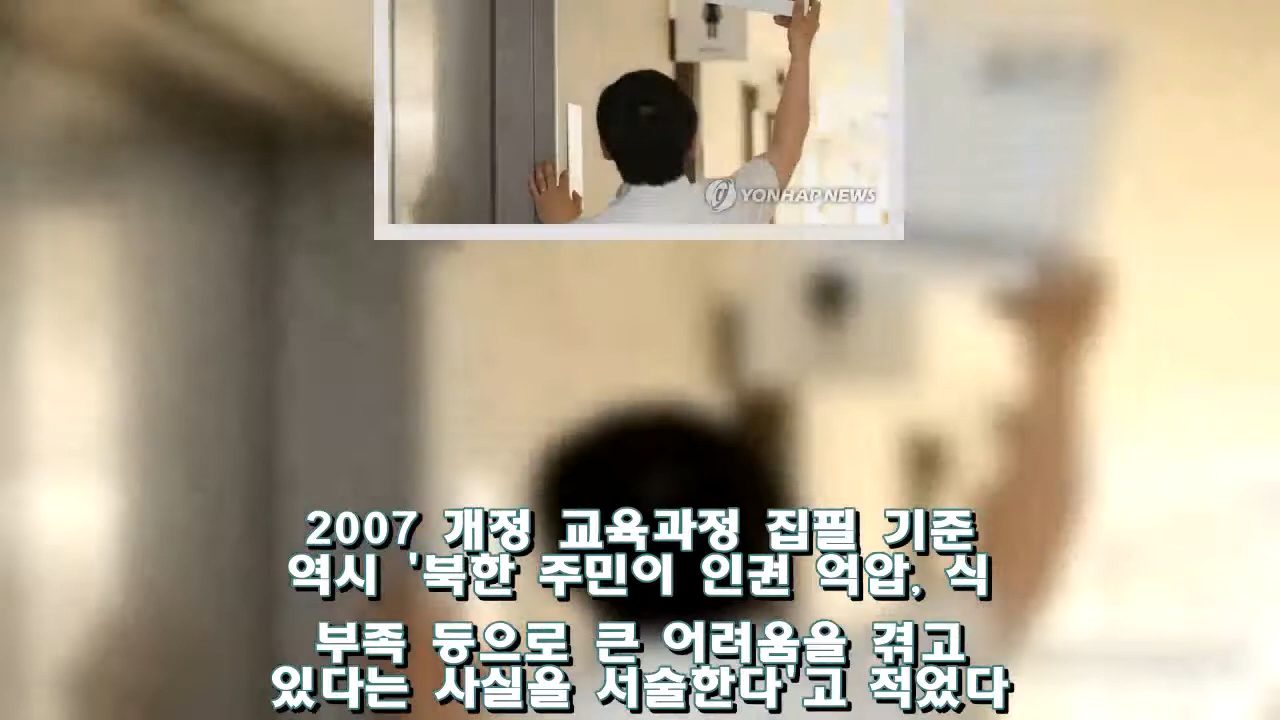 YONHAP NEWS
2007 개정 교육과정 집필 기준
역시 '북한 주민이 인권 억압, 식
부족 등으로 큰 어려움을 겪고
있다는 사실을 서술한다'고 적었다